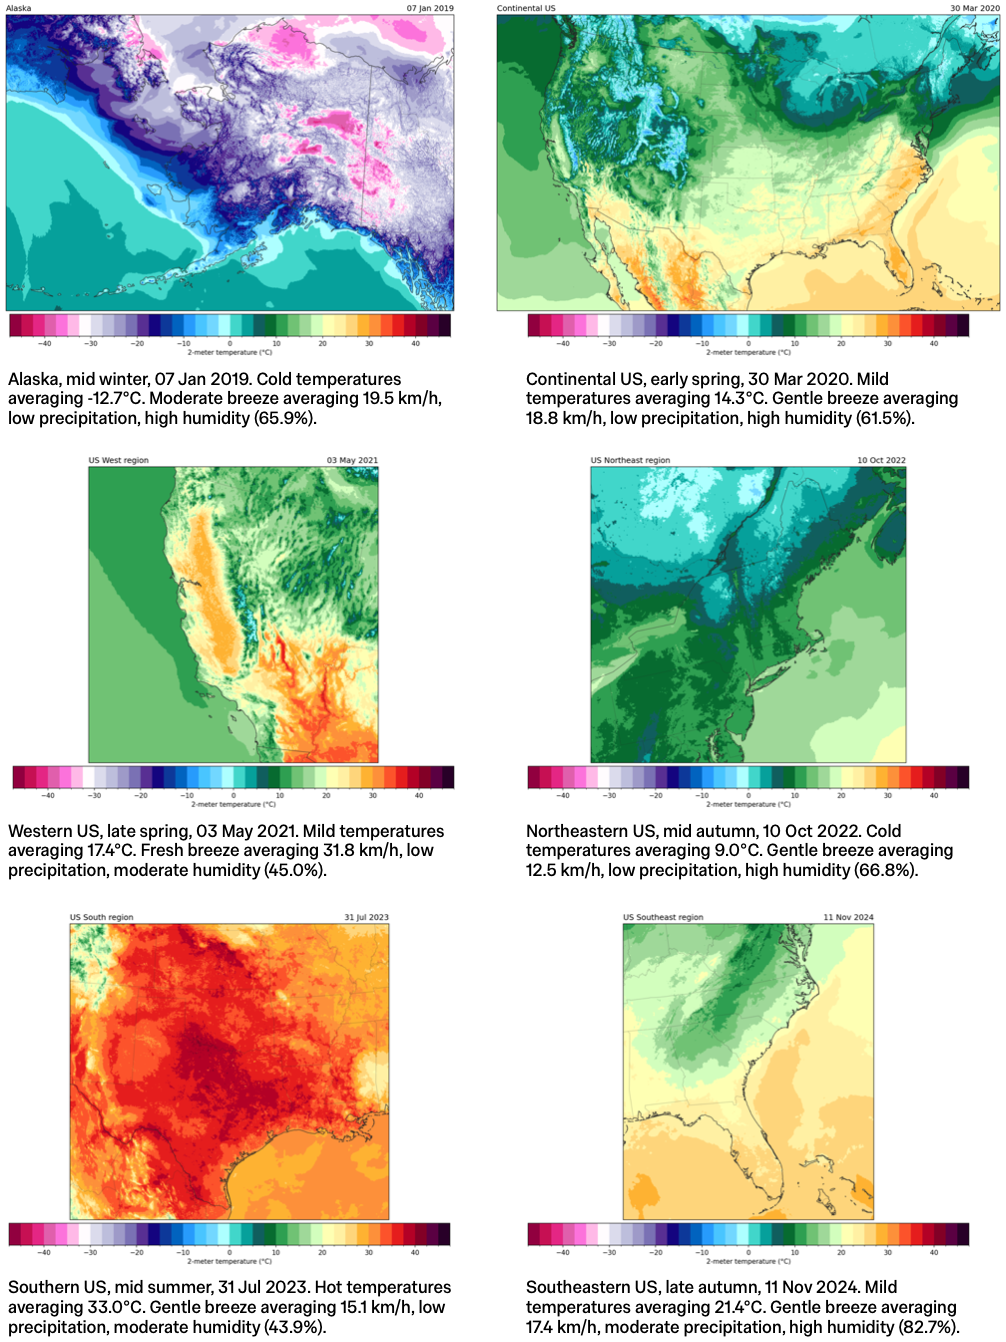 Alaska 07 Jan 2019
Continental US 30 Mar 2020
−40 −30 −20 −10 0 10 20 30 40
2-meter temperature (°C)
−40 −30 −20 −10 0 10 20 30 40
2-meter temperature (°C)
Alaska, mid winter, 07 Jan 2019. Cold temperatures
averaging -12.7°C. Moderate breeze averaging 19.5 km/h,
low precipitation, high humidity (65.9%).
Continental US, early spring, 30 Mar 2020. Mild
temperatures averaging 14.3°C. Gentle breeze averaging
18.8 km/h, low precipitation, high humidity (61.5%).
US West region 03 May 2021
US Northeast region 10 Oct 2022
−40 −30 −20 −10 0 10 20 30 40
2-meter temperature (°C)
−40 −30 −20 −10 0 10 20 30 40
2-meter temperature (°C)
Western US, late spring, 03 May 2021. Mild temperatures
averaging 17.4°C. Fresh breeze averaging 31.8 km/h, low
precipitation, moderate humidity (45.0%).
Northeastern US, mid autumn, 10 Oct 2022. Cold
temperatures averaging 9.0°C. Gentle breeze averaging
12.5 km/h, low precipitation, high humidity (66.8%).
US South region 31 Jul 2023
US Southeast region 11 Nov 2024
−40 −30 −20 −10 0 10 20 30 40
2-meter temperature (°C)
−40 −30 −20 −10 0 10 20 30 40
2-meter temperature (°C)
Southern US, mid summer, 31 Jul 2023. Hot temperatures
averaging 33.0°C. Gentle breeze averaging 15.1 km/h, low
precipitation, moderate humidity (43.9%).
Southeastern US, late autumn, 11 Nov 2024. Mild
temperatures averaging 21.4°C. Gentle breeze averaging
17.4 km/h, moderate precipitation, high humidity (82.7%).